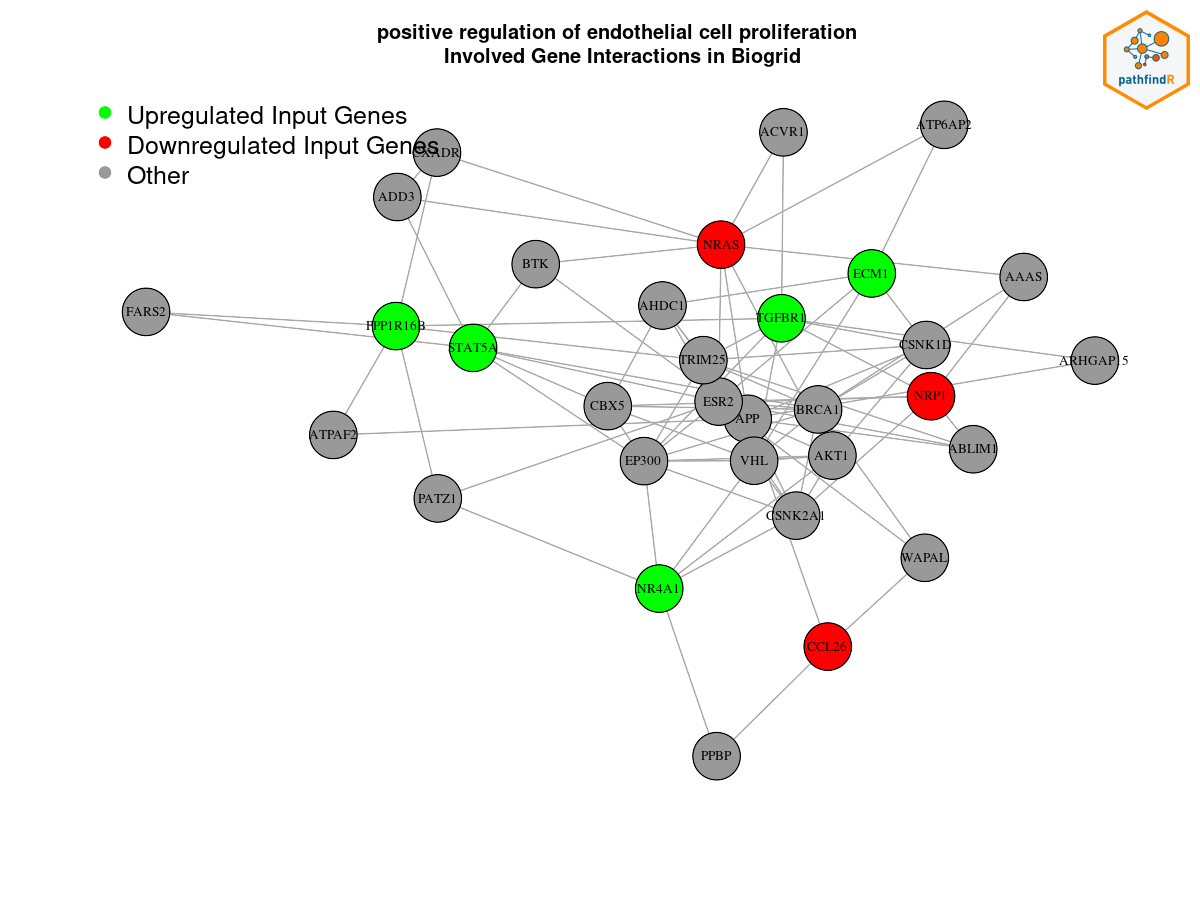 positive regulation of endothelial cell proliferation
Involved Gene Interactions in Biogrid
pathfindR
Upregulated Input Genes
Downregulated Input Genes
Other
CXADR
ACVR1
ATP6AP2
ADD3
NRAS
BTK
ECM1
AAAS
FARS2
AHDC1
PPP1R16B
TGFBR1
STAT5A
CSNK1D
TRIM25
ARHGAP15
NRP1
CBX5
ESR2
BRCA1
APP
ATPAF2
ABLIM1
EP300
VHL
AKT1
PATZ1
CSNK2A1
WAPAL
NR4A1
CCL26
PPBP